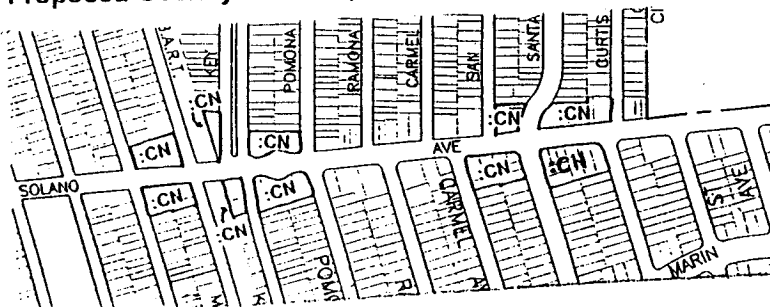 Proposed
B.A.R.T.
KEY
POMONA
RAMONA
CARMEL
SAN
SANTA
CURTIS
:CN
:CN
:CN
:CN
:CN
AVE
SOLANO
:CN
:CN
:CN
:CN
:CN
CARMEL
ST
AVE
MARIN